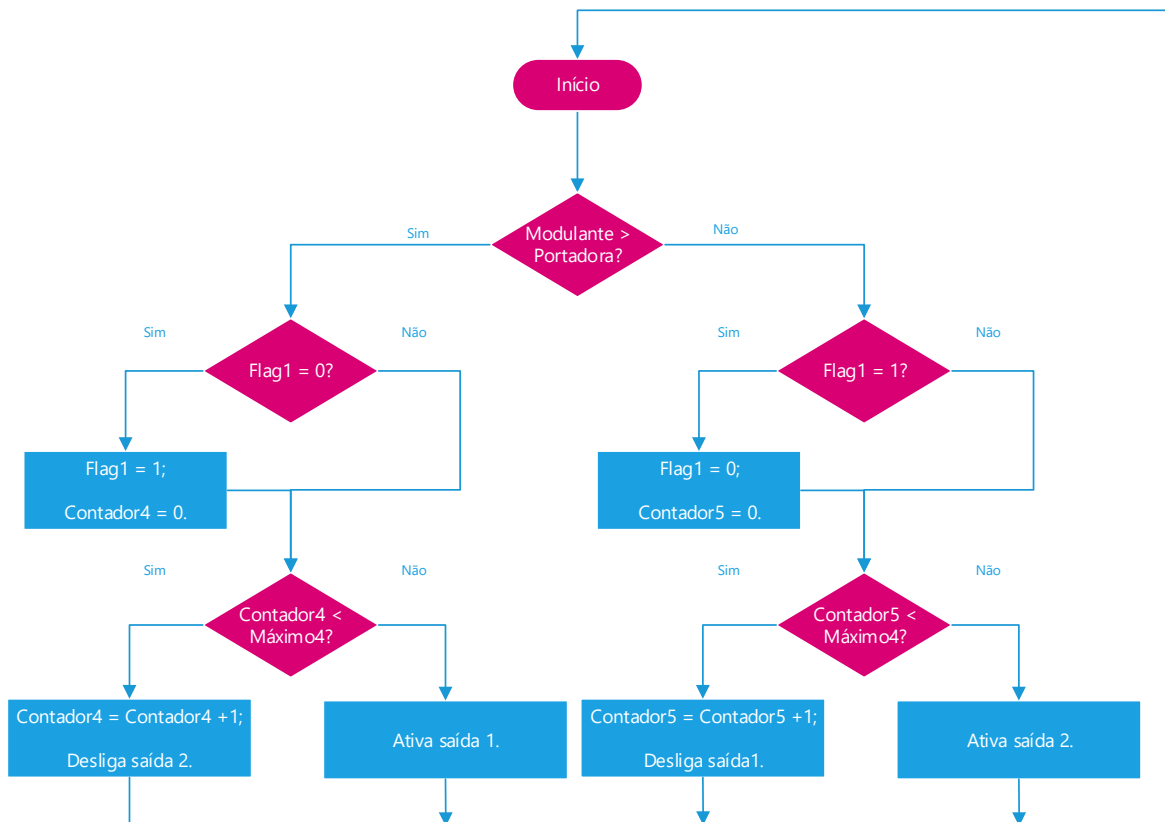 Início
Modulante >
Portadora?
Sim
Não
Sim
Não
Flag1 = 0?
Sim
Não
Flag1 = 1?
Flag1 = 1;
Contador4 = 0.
Flag1 = 0;
Contador5 = 0.
Sim
Não
Contador4 <
Máximo4?
Sim
Não
Contador5 <
Máximo4?
Contador4 = Contador4 +1;
Desliga saída 2.
Ativa saída 1.
Contador5 = Contador5 +1;
Desliga saída1.
Ativa saída 2.